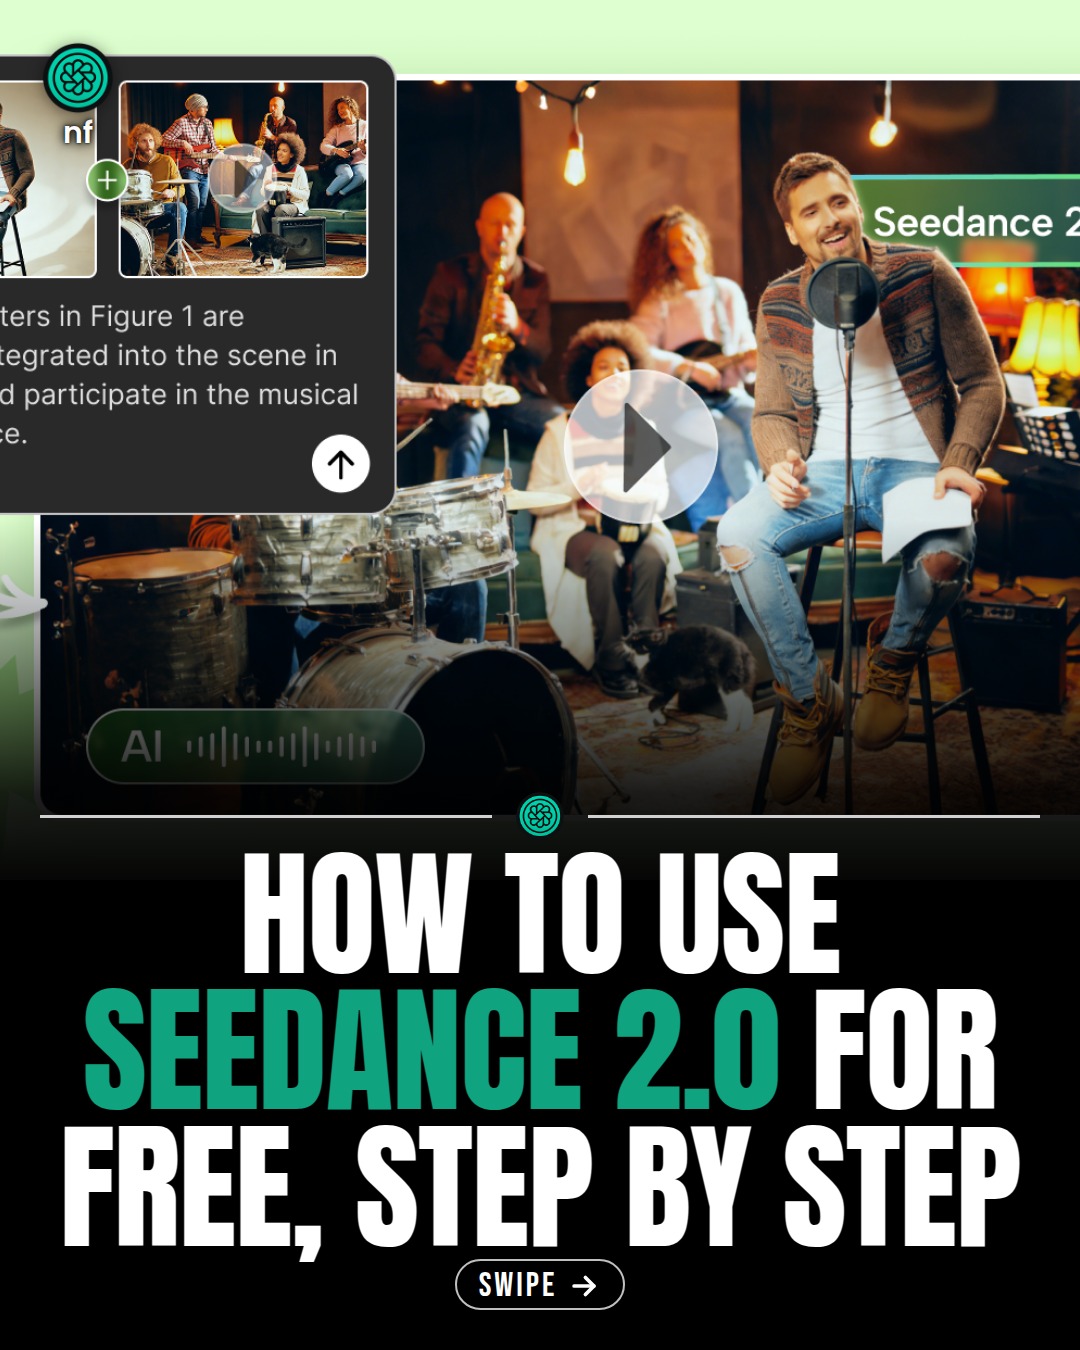 nf
ters in Figure 1 are
tegrated into the scene in
d participate in the musical
ce.
Seedance 2
AI
HOW TO USE
SEEDANCE 2.0 FOR
FREE, STEP BY STEP
SWIPE